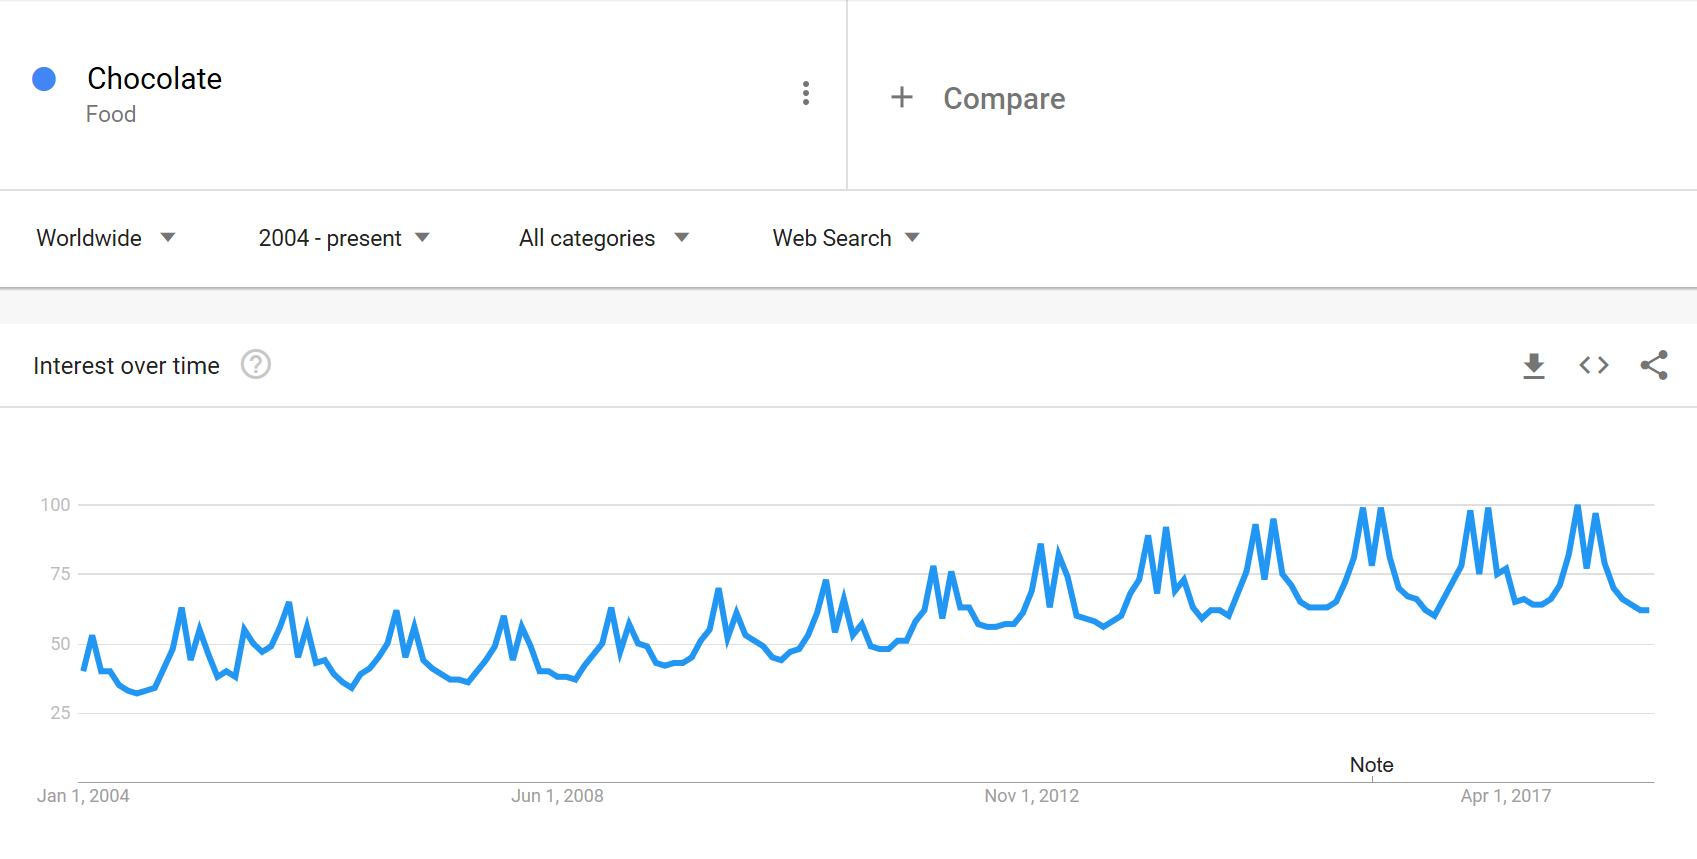 Chocolate
Food
+ Compare
Worldwide
2004 - present
All categories
Web Search
Interest over time
?
100
75
50
25
Note
Jan 1, 2004
Jun 1, 2008
Nov 1, 2012
Apr 1, 2017